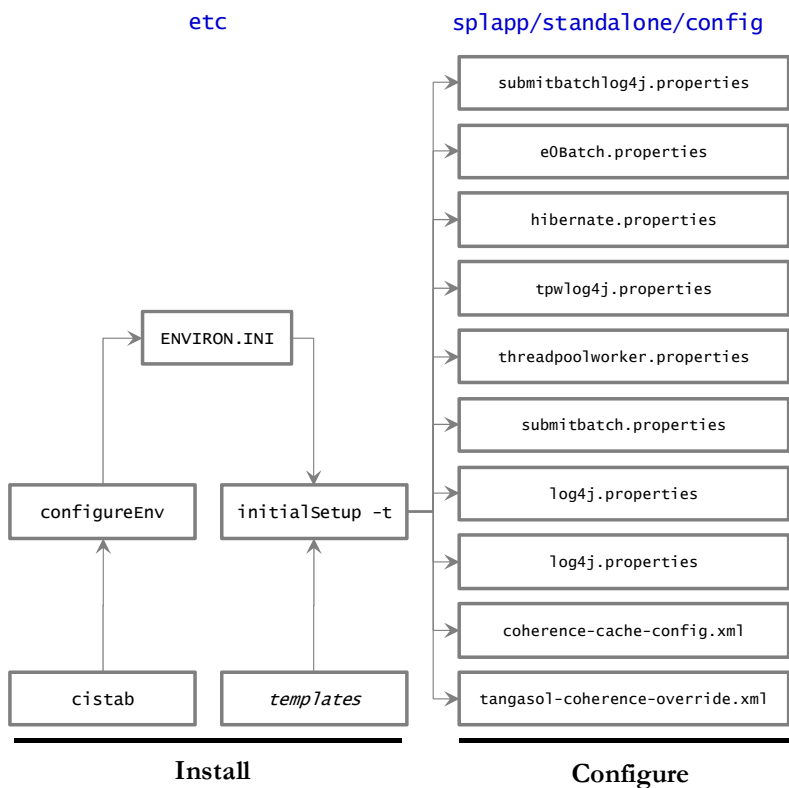 etc
splapp/standalone/config
submitbatchlog4j.properties
e0Batch.properties
hibernate.properties
tpwlog4j.properties
ENVIRON.INI
threadpoolworker.properties
submitbatch.properties
configureEnv
initialSetup -t
log4j.properties
log4j.properties
coherence-cache-config.xml
cistab
templates
tangasol-coherence-override.xml
Install
Configure